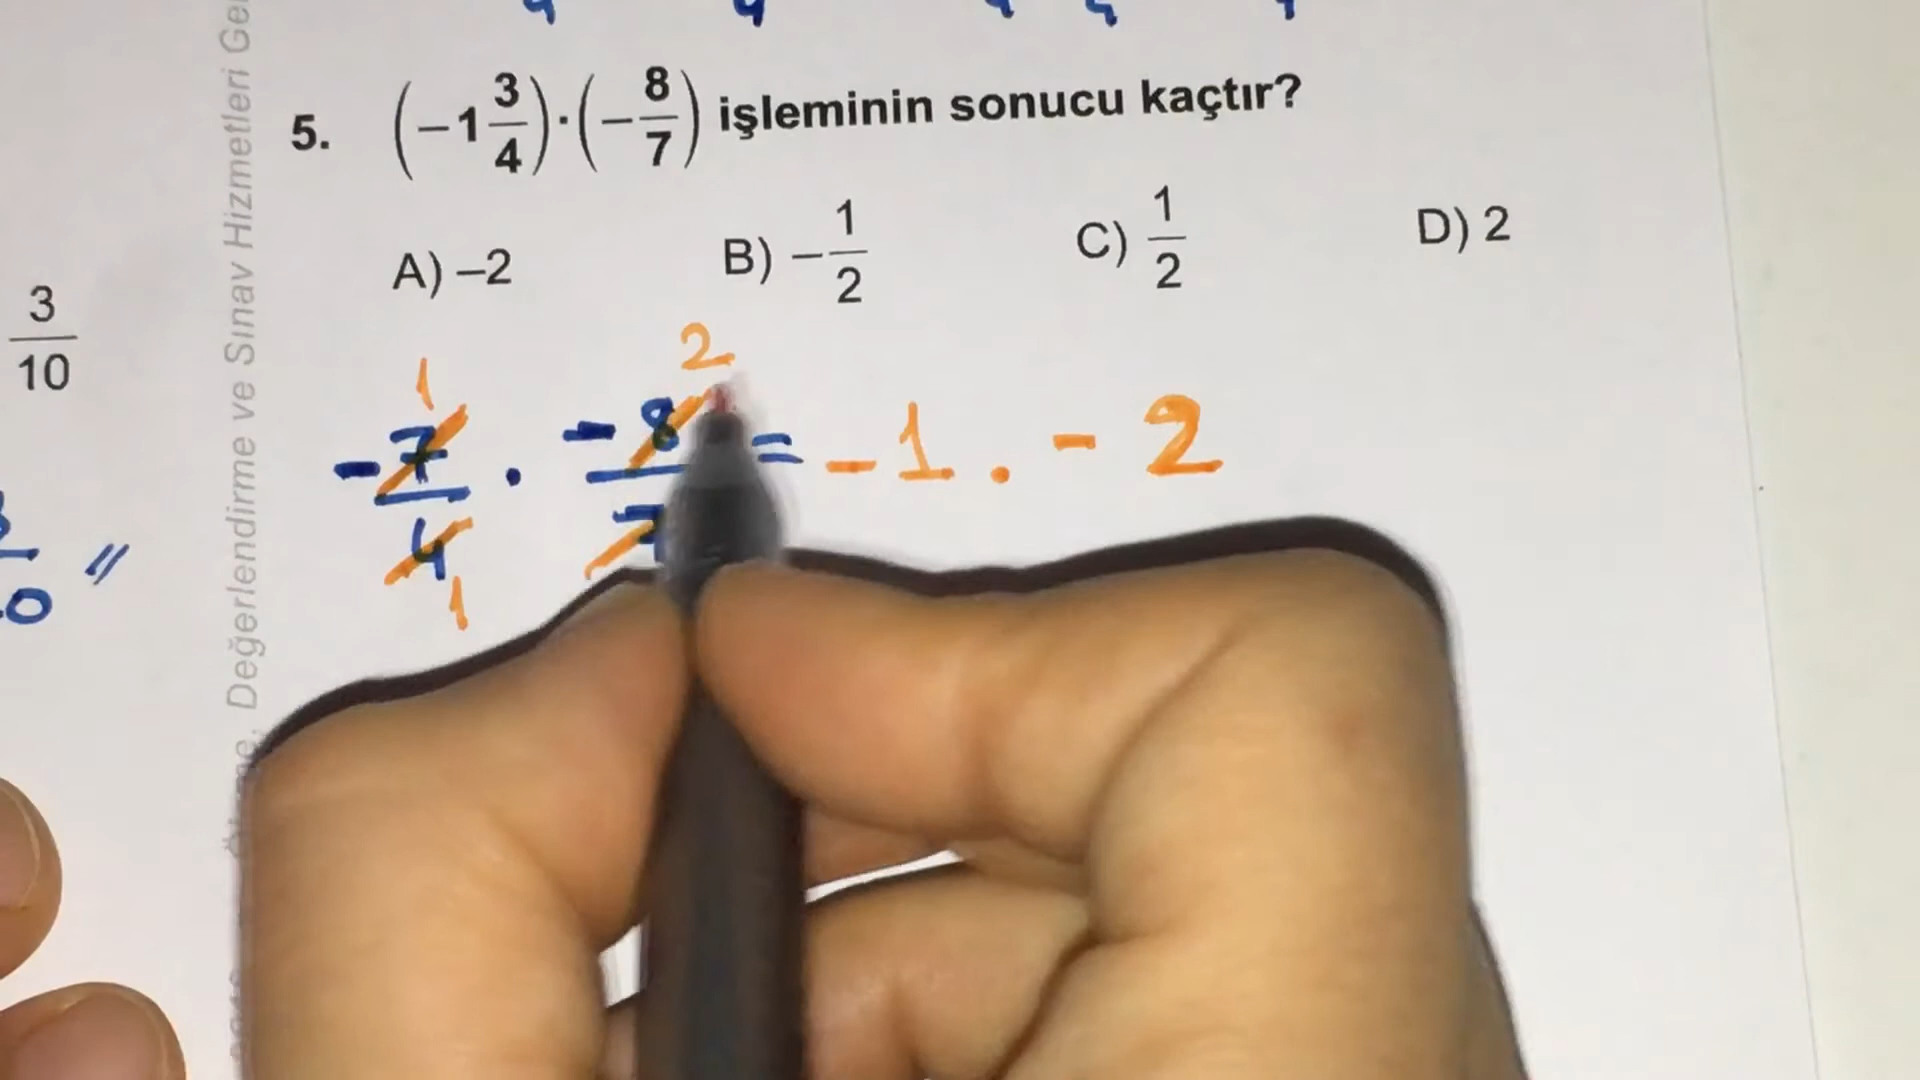 5. (-1 3/4)·(-8/7) işleminin sonucu kaçtır?
A) -2 B) -1/2 C) 1/2 D) 2
3/10
2
1
-7/4 . -8/7 = -1 . -2
1
0 //
Değerlendirme ve Sınav Hizmetleri